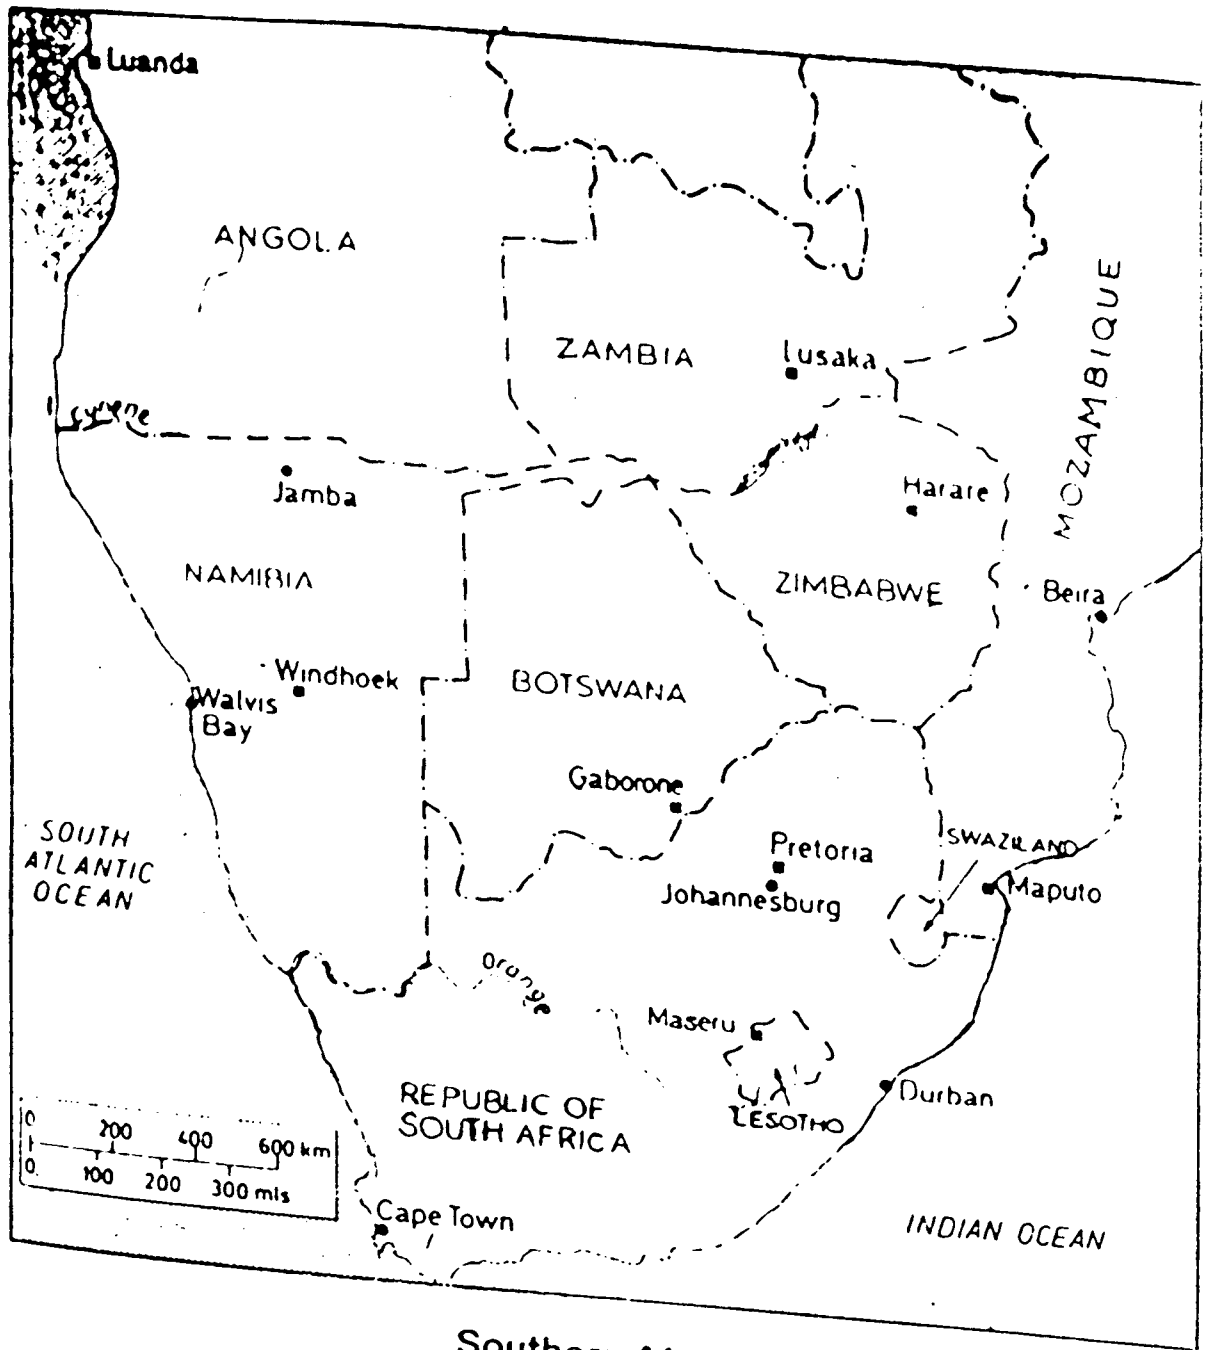 Luanda
ANGOLA
ZAMBIA
Lusaka
MOZAMBIQUE
Jamba
Harare
NAMIBIA
ZIMBABWE
Beira
Windhoek
BOTSWANA
Walvis
Bay
Gaborone
SOUTH
ATLANTIC
OCEAN
Pretoria
SWAZILAND
Johannesburg
Maputo
Orange
Maseru
REPUBLIC OF
SOUTH AFRICA
LESOTHO
Durban
0 200 400 600 km
0 100 200 300 mls
Cape Town
INDIAN OCEAN